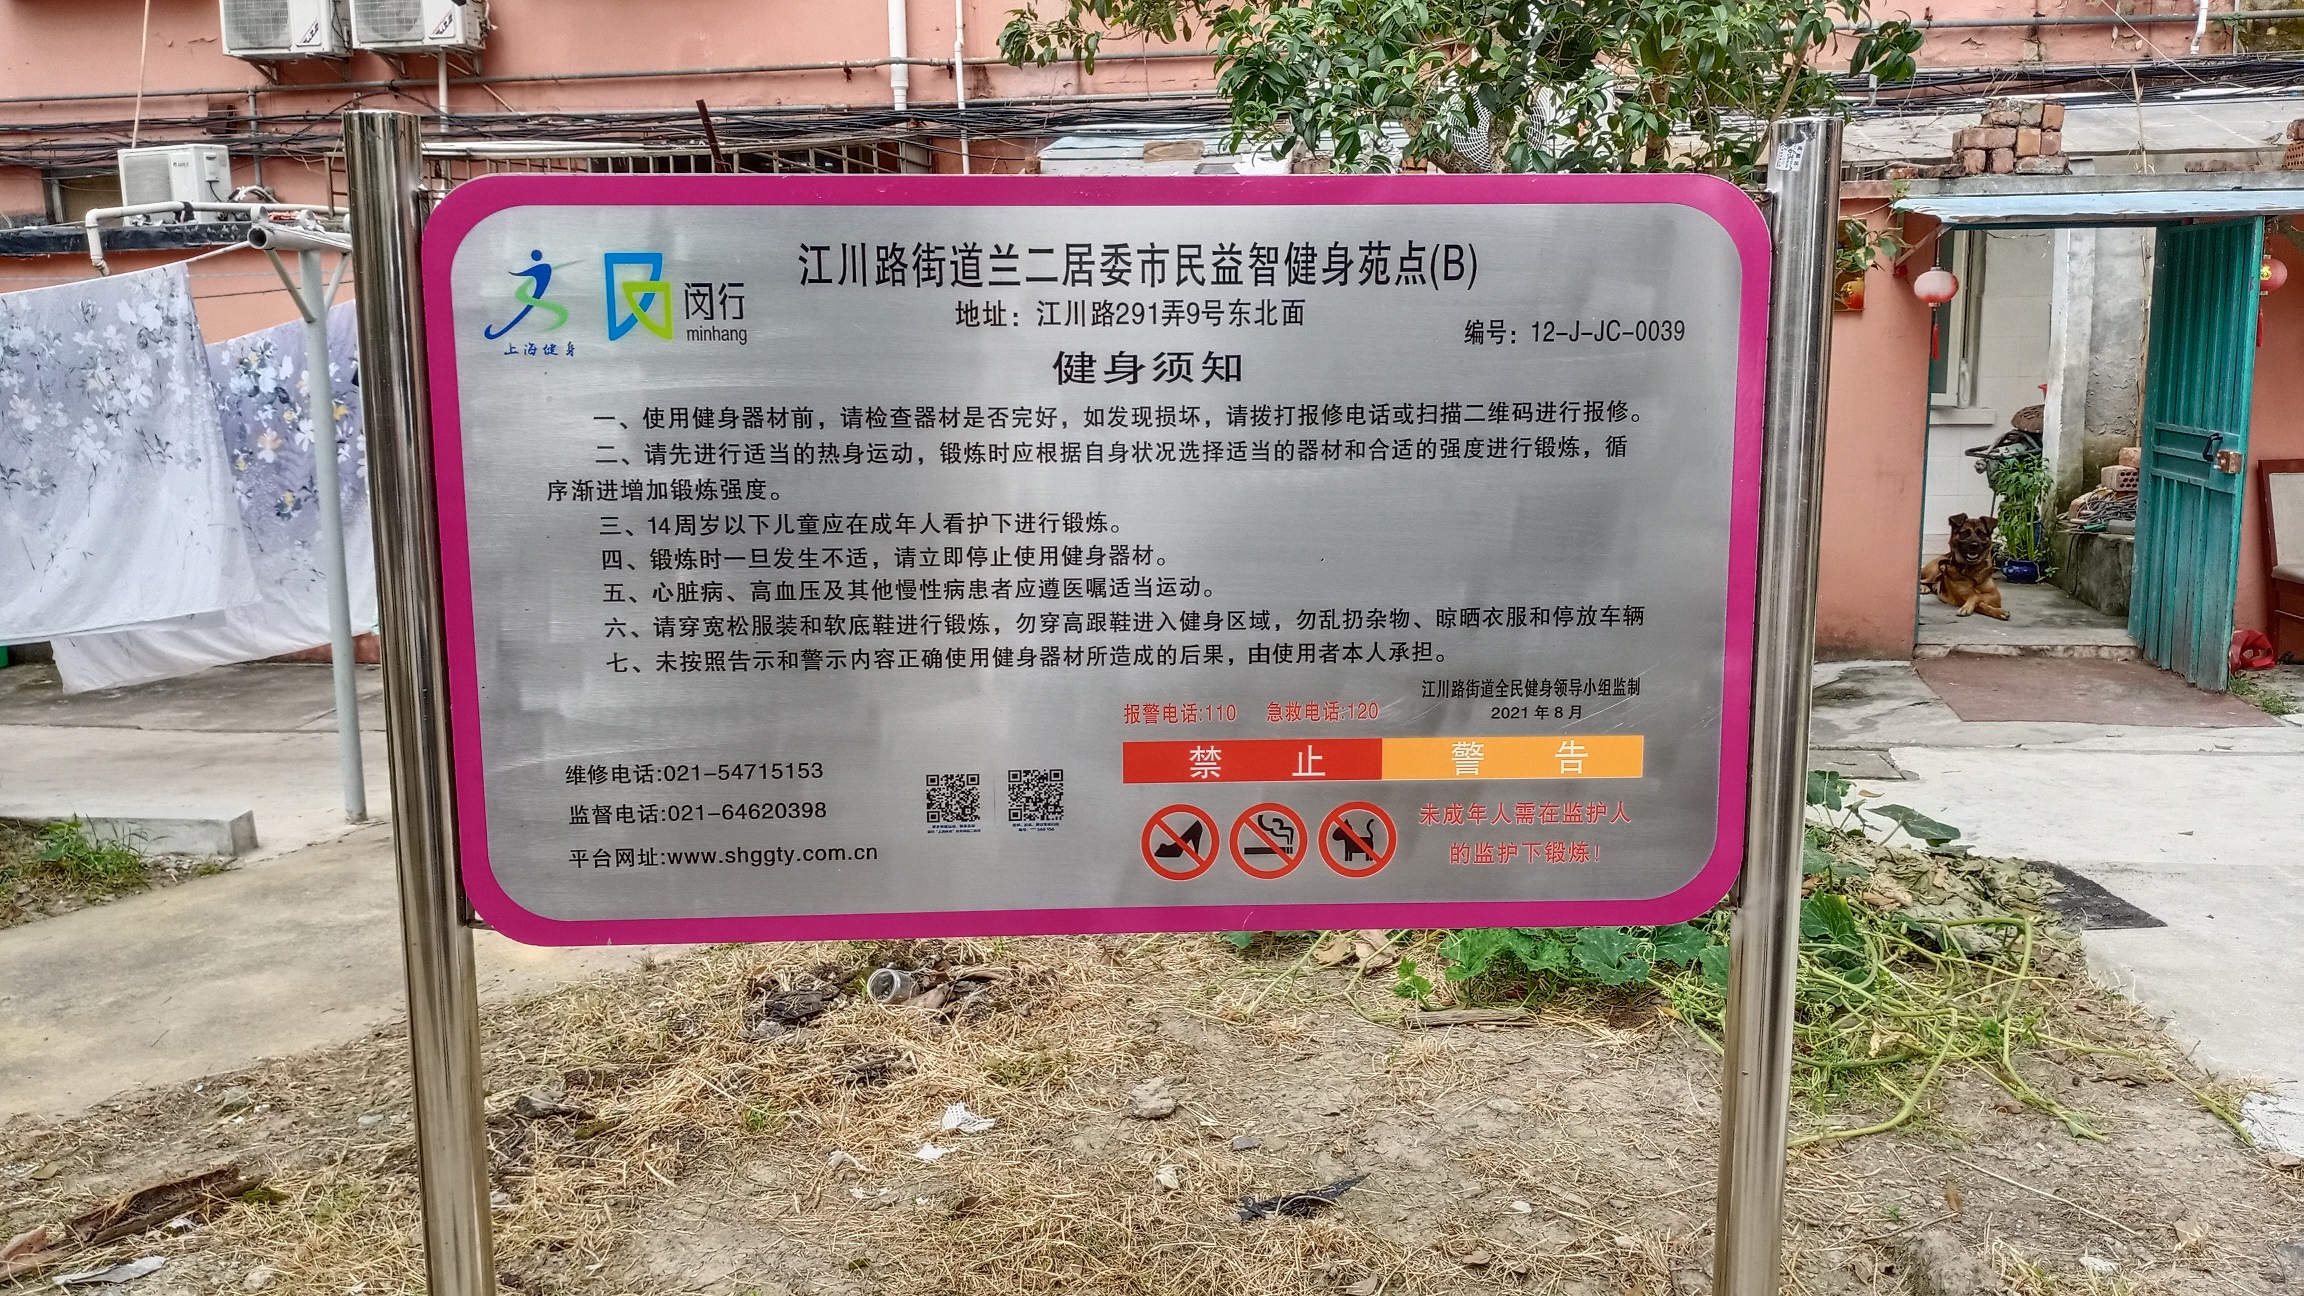 江川路街道兰二居委市民益智健身苑点(B)
闵行
minhang
上海健身
地址：江川路291弄9号东北面
编号：12-J-JC-0039
健身须知
一、使用健身器材前，请检查器材是否完好，如发现损坏，请拨打报修电话或扫描二维码进行报修。
二、请先进行适当的热身运动，锻炼时应根据自身状况选择适当的器材和合适的强度进行锻炼，循
序渐进增加锻炼强度。
三、14周岁以下儿童应在成年人看护下进行锻炼。
四、锻炼时一旦发生不适，请立即停止使用健身器材。
五、心脏病、高血压及其他慢性病患者应遵医嘱适当运动。
六、请穿宽松服装和软底鞋进行锻炼，勿穿高跟鞋进入健身区域，勿乱扔杂物、晾晒衣服和停放车辆
七、未按照告示和警示内容正确使用健身器材所造成的后果，由使用者本人承担。
江川路街道全民健身领导小组监制
2021年8月
报警电话:110 急救电话:120
禁止 警告
未成年人需在监护人
的监护下锻炼!
维修电话:021-54715153
监督电话:021-64620398
平台网址:www.shggty.com.cn